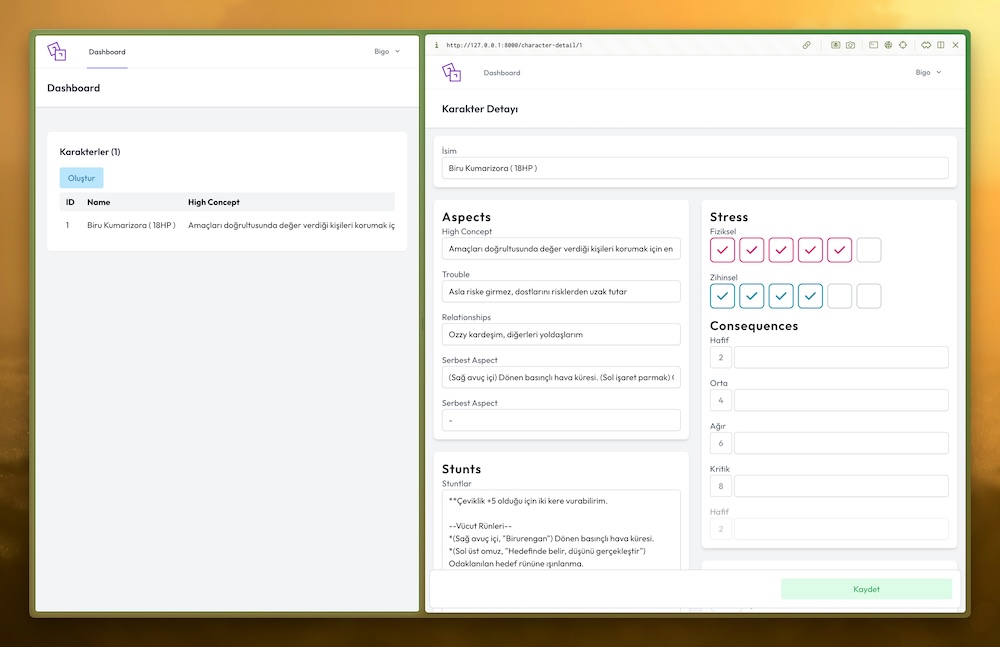 Dashboard
Bigo
Dashboard
Karakterler (1)
Oluştur
ID Name High Concept
1 Biru Kumarizora ( 18HP ) Amaçları doğrultusunda değer verdiği kişileri korumak iç
http://127.0.0.1:8000/character-detail/1
Dashboard
Bigo
Karakter Detayı
İsim
Biru Kumarizora ( 18HP )
Aspects
High Concept
Amaçları doğrultusunda değer verdiği kişileri korumak için en
Trouble
Asla riske girmez, dostlarını risklerden uzak tutar
Relationships
Ozzy kardeşim, diğerleri yoldaşlarım
Serbest Aspect
(Sağ avuç içi) Dönen basınçlı hava küresi. (Sol işaret parmak)
Serbest Aspect
-
Stunts
Stuntlar
**Çeviklik +5 olduğu için iki kere vurabilirim.
--Vücut Rünleri--
*(Sağ avuç içi, "Birurengan") Dönen basınçlı hava küresi.
*(Sol üst omuz, "Hedefinde belir, düşünü gerçekleştir")
Odaklanılan hedef rününe ışınlanma.
Stress
Fiziksel
Zihinsel
Consequences
Hafif
2
Orta
4
Ağır
6
Kritik
8
Hafif
2
Kaydet